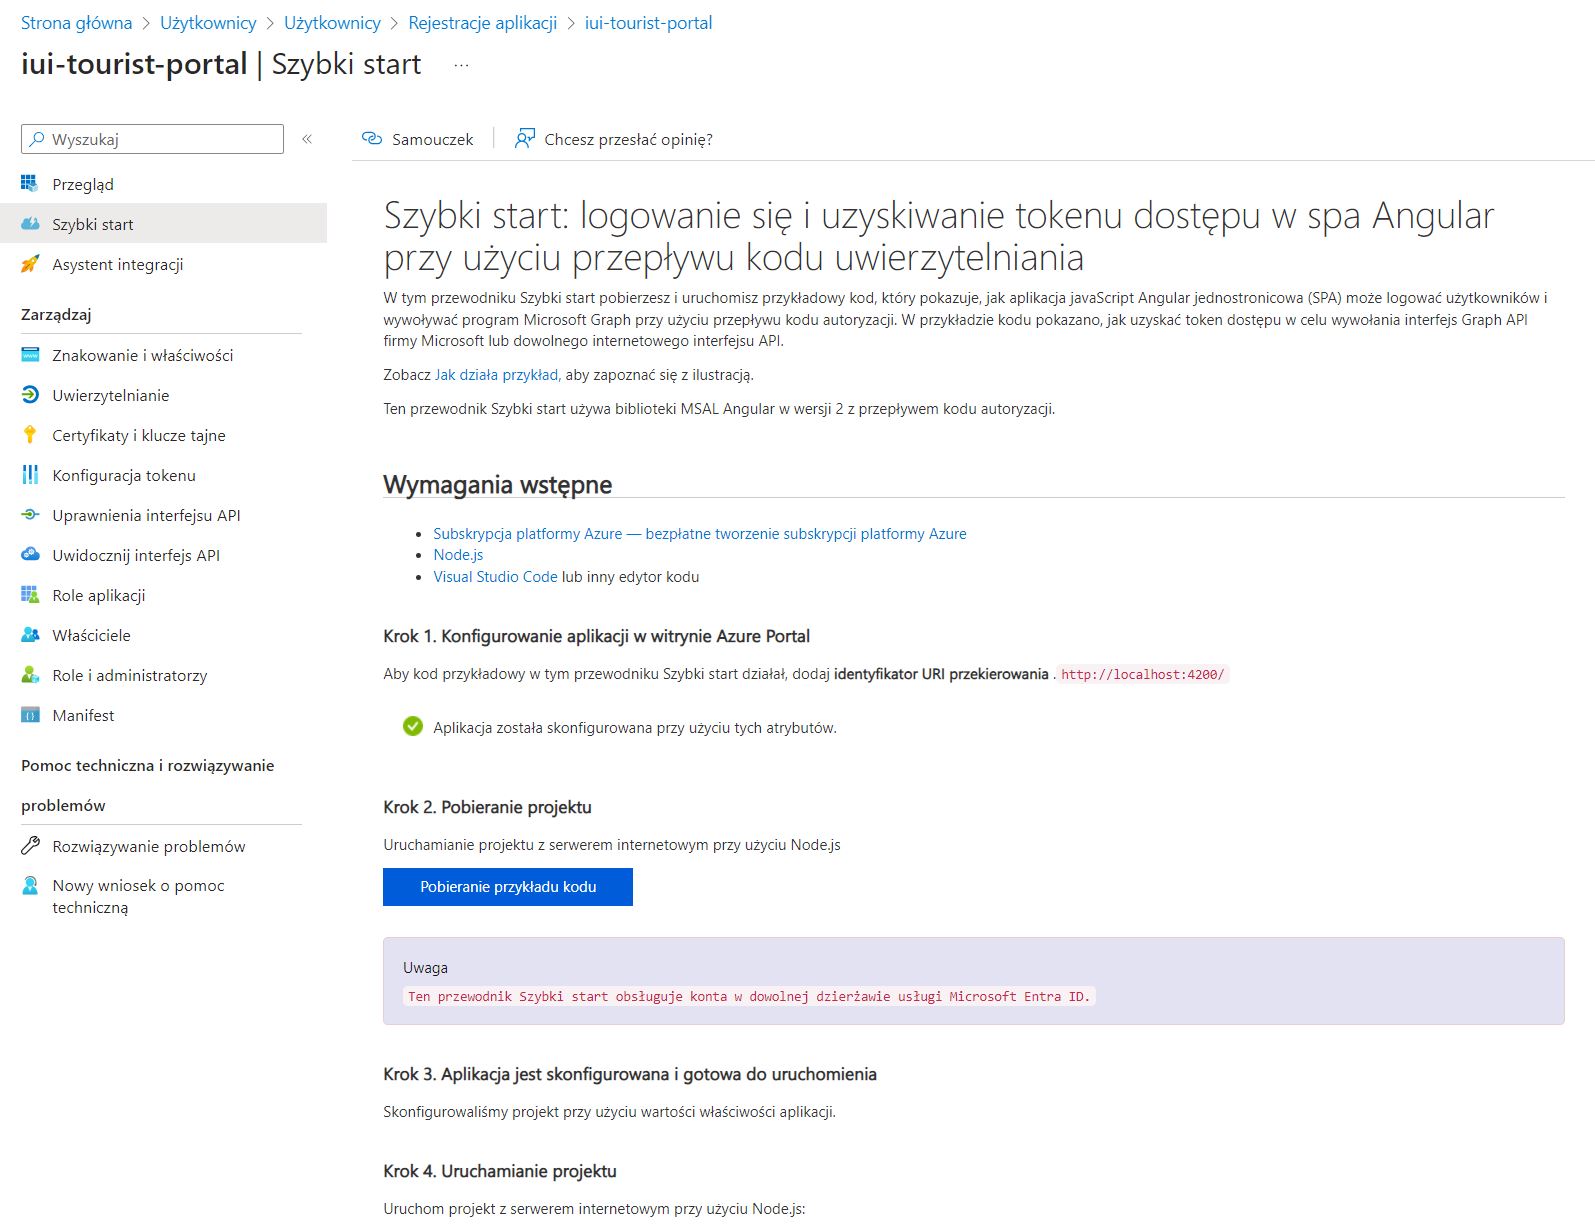 Strona główna > Użytkownicy > Użytkownicy > Rejestracje aplikacji > iui-tourist-portal
iui-tourist-portal | Szybki start ...
Wyszukaj «
Przegląd
Szybki start
Asystent integracji
Zarządzaj
Znakowanie i właściwości
Uwierzytelnianie
Certyfikaty i klucze tajne
Konfiguracja tokenu
Uprawnienia interfejsu API
Uwidocznij interfejs API
Role aplikacji
Właściciele
Role i administratorzy
Manifest
Pomoc techniczna i rozwiązywanie
problemów
Rozwiązywanie problemów
Nowy wniosek o pomoc
techniczną
Samouczek | Chcesz przesłać opinię?
Szybki start: logowanie się i uzyskiwanie tokenu dostępu w spa Angular
przy użyciu przepływu kodu uwierzytelniania
W tym przewodniku Szybki start pobierzesz i uruchomisz przykładowy kod, który pokazuje, jak aplikacja javaScript Angular jednostronicowa (SPA) może logować użytkowników i
wywoływać program Microsoft Graph przy użyciu przepływu kodu autoryzacji. W przykładzie kodu pokazano, jak uzyskać token dostępu w celu wywołania interfejs Graph API
firmy Microsoft lub dowolnego internetowego interfejsu API.
Zobacz Jak działa przykład, aby zapoznać się z ilustracją.
Ten przewodnik Szybki start używa biblioteki MSAL Angular w wersji 2 z przepływem kodu autoryzacji.
Wymagania wstępne
• Subskrypcja platformy Azure — bezpłatne tworzenie subskrypcji platformy Azure
• Node.js
• Visual Studio Code lub inny edytor kodu
Krok 1. Konfigurowanie aplikacji w witrynie Azure Portal
Aby kod przykładowy w tym przewodniku Szybki start działał, dodaj identyfikator URI przekierowania . http://localhost:4200/
Aplikacja została skonfigurowana przy użyciu tych atrybutów.
Krok 2. Pobieranie projektu
Uruchamianie projektu z serwerem internetowym przy użyciu Node.js
Pobieranie przykładu kodu
Uwaga
Ten przewodnik Szybki start obsługuje konta w dowolnej dzierżawie usługi Microsoft Entra ID.
Krok 3. Aplikacja jest skonfigurowana i gotowa do uruchomienia
Skonfigurowaliśmy projekt przy użyciu wartości właściwości aplikacji.
Krok 4. Uruchamianie projektu
Uruchom projekt z serwerem internetowym przy użyciu Node.js: